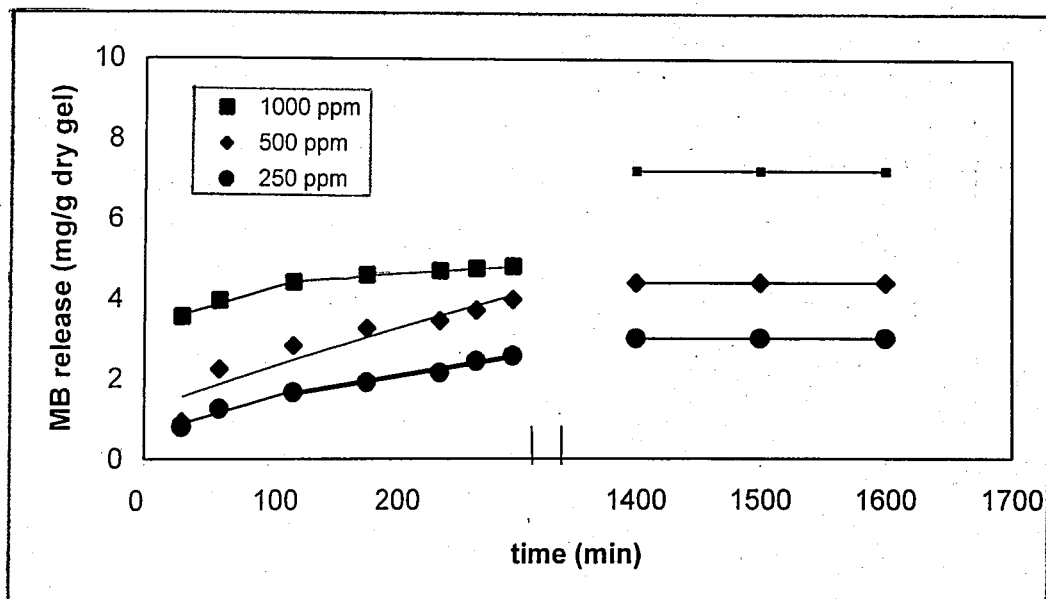 10
8
6
4
2
0
1000 ppm
500 ppm
250 ppm
MB release (mg/g dry gel)
0 100 200 1400 1500 1600 1700
time (min)